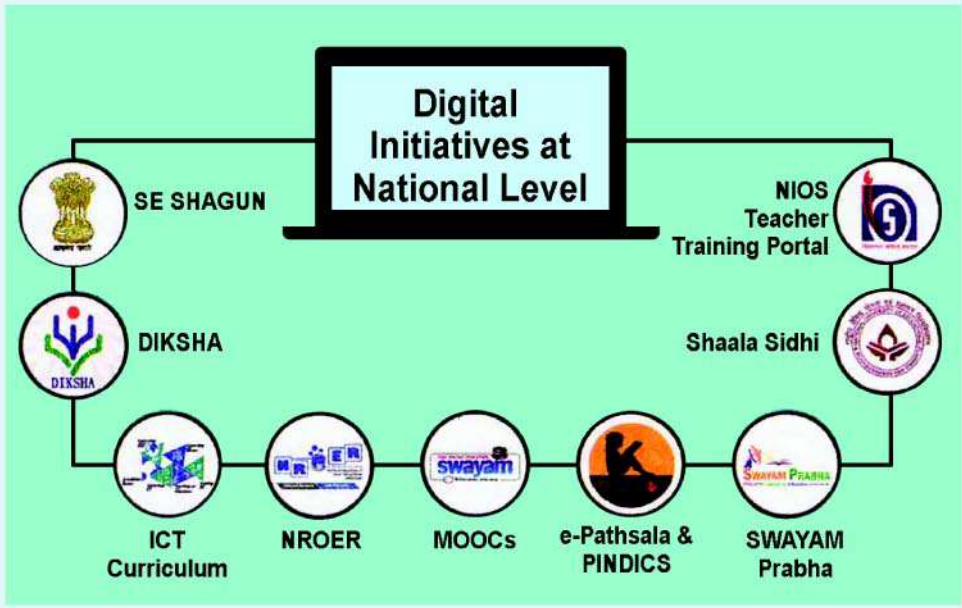 Digital
Initiatives at
National Level
SE SHAGUN
NIOS
Teacher
Training Portal
DIKSHA
DIKSHA
Shaala Sidhi
NROER
swayam
SWAYAM PRABHA
ICT
Curriculum
NROER
MOOCs
e-Pathsala &
PINDICS
SWAYAM
Prabha